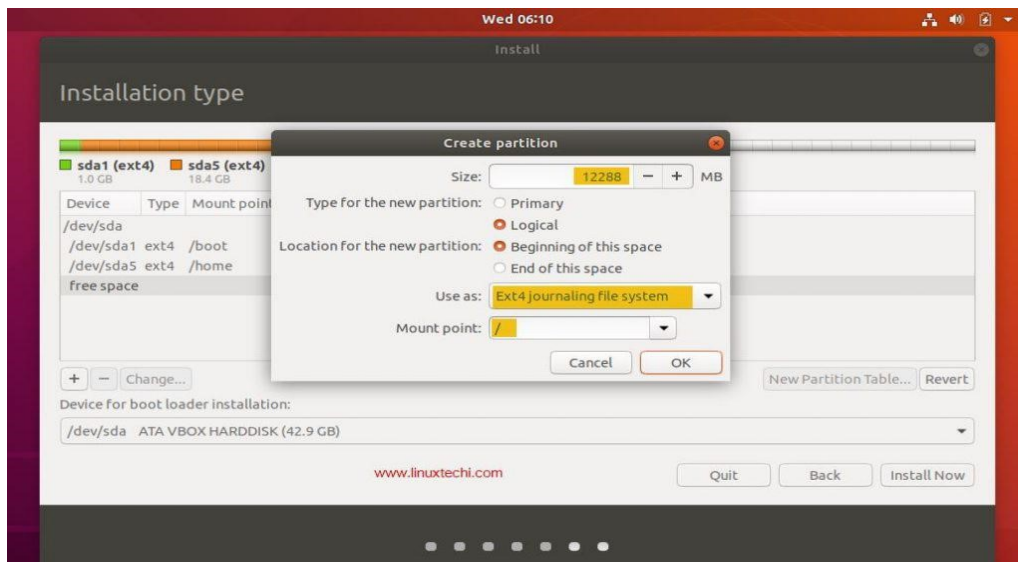 Wed 06:10
Install
Installation type
sda1 (ext4) sda5 (ext4)
1.0 GB 18.4 GB
Device Type Mount point
/dev/sda
/dev/sda1 ext4 /boot
/dev/sda5 ext4 /home
free space
Create partition
Size: 12288 − + MB
Type for the new partition: Primary
Logical
Location for the new partition: Beginning of this space
End of this space
Use as: Ext4 journaling file system
Mount point: /
Cancel OK
+ − Change... New Partition Table... Revert
Device for boot loader installation:
/dev/sda ATA VBOX HARDDISK (42.9 GB)
www.linuxtechi.com
Quit Back Install Now